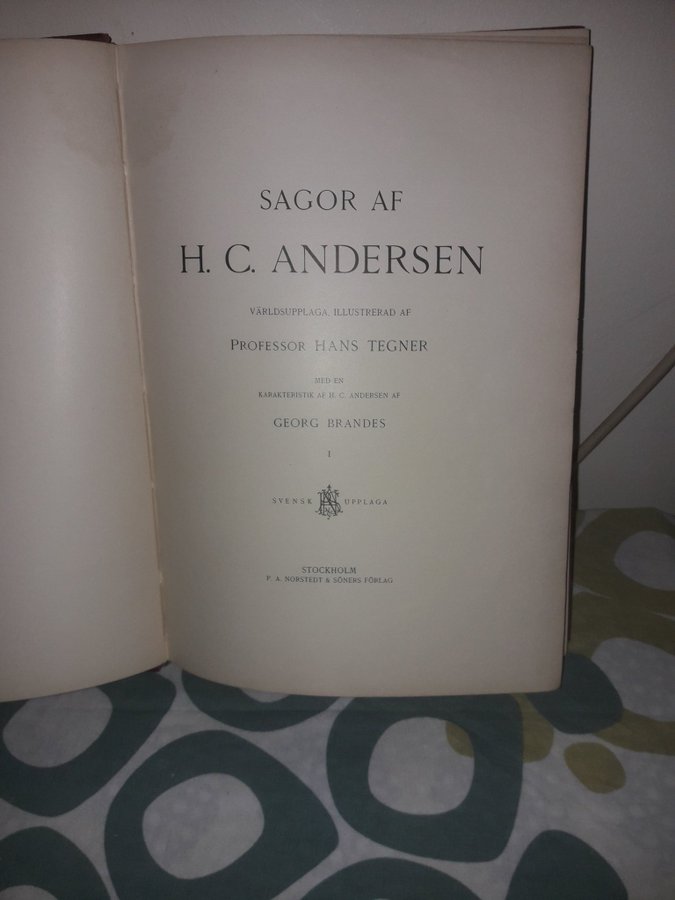 SAGOR AF
H. C. ANDERSEN
VÄRLDSUPPLAGA, ILLUSTRERAD AF
PROFESSOR HANS TEGNER
MED EN
KARAKTERISTIK AF H. C. ANDERSEN AF
GEORG BRANDES
I
SVENSK UPPLAGA
STOCKHOLM
P. A. NORSTEDT & SÖNERS FÖRLAG